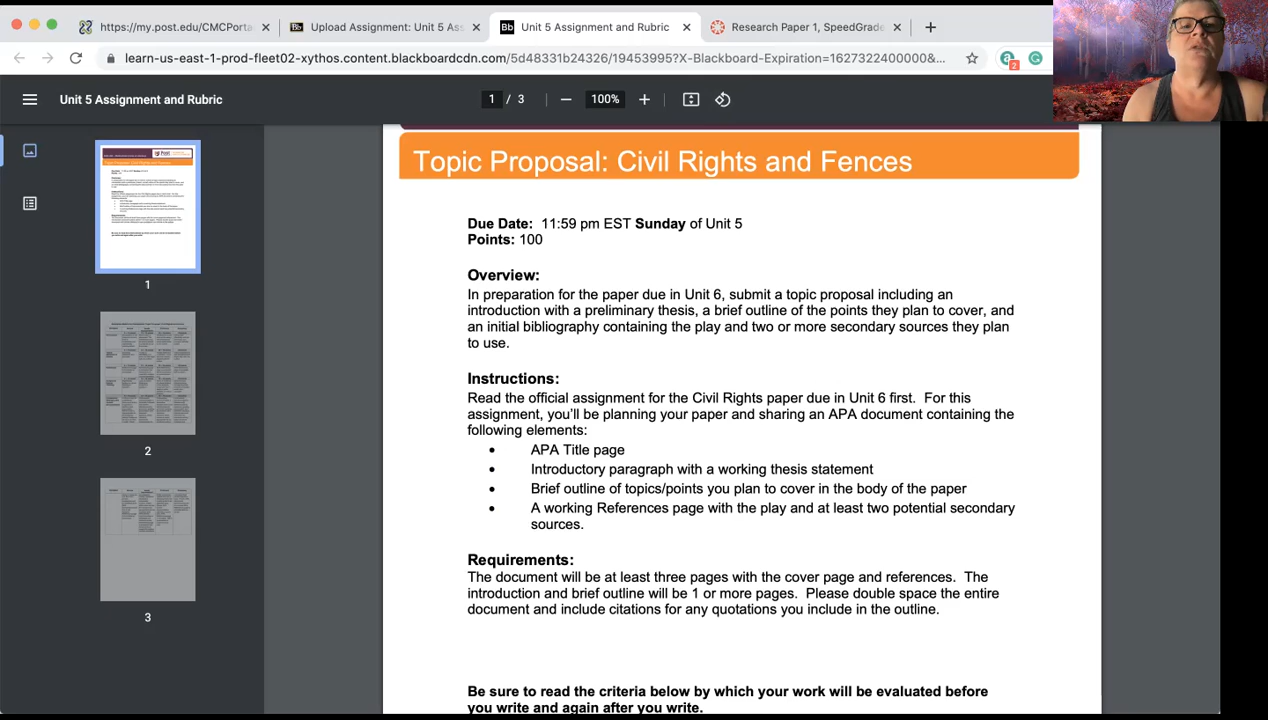 https://my.post.edu/CMCPorta
Upload Assignment: Unit 5 Ass
Unit 5 Assignment and Rubric
Research Paper 1, SpeedGrade
learn-us-east-1-prod-fleet02-xythos.content.blackboardcdn.com/5d48331b24326/19453995?X-Blackboard-Expiration=1627322400000&...
2
Unit 5 Assignment and Rubric
1 / 3
100%
Topic Proposal: Civil Rights and Fences
Due Date: 11:59 pm EST Sunday of Unit 5
Points: 100
Overview:
In preparation for the paper due in Unit 6, submit a topic proposal including an
introduction with a preliminary thesis, a brief outline of the points they plan to cover, and
an initial bibliography containing the play and two or more secondary sources they plan
to use.
Instructions:
Read the official assignment for the Civil Rights paper due in Unit 6 first. For this
assignment, you'll be planning your paper and sharing an APA document containing the
following elements:
• APA Title page
• Introductory paragraph with a working thesis statement
• Brief outline of topics/points you plan to cover in the body of the paper
• A working References page with the play and at least two potential secondary
sources.
Requirements:
The document will be at least three pages with the cover page and references. The
introduction and brief outline will be 1 or more pages. Please double space the entire
document and include citations for any quotations you include in the outline.
Be sure to read the criteria below by which your work will be evaluated before
you write and again after you write.
1
2
3